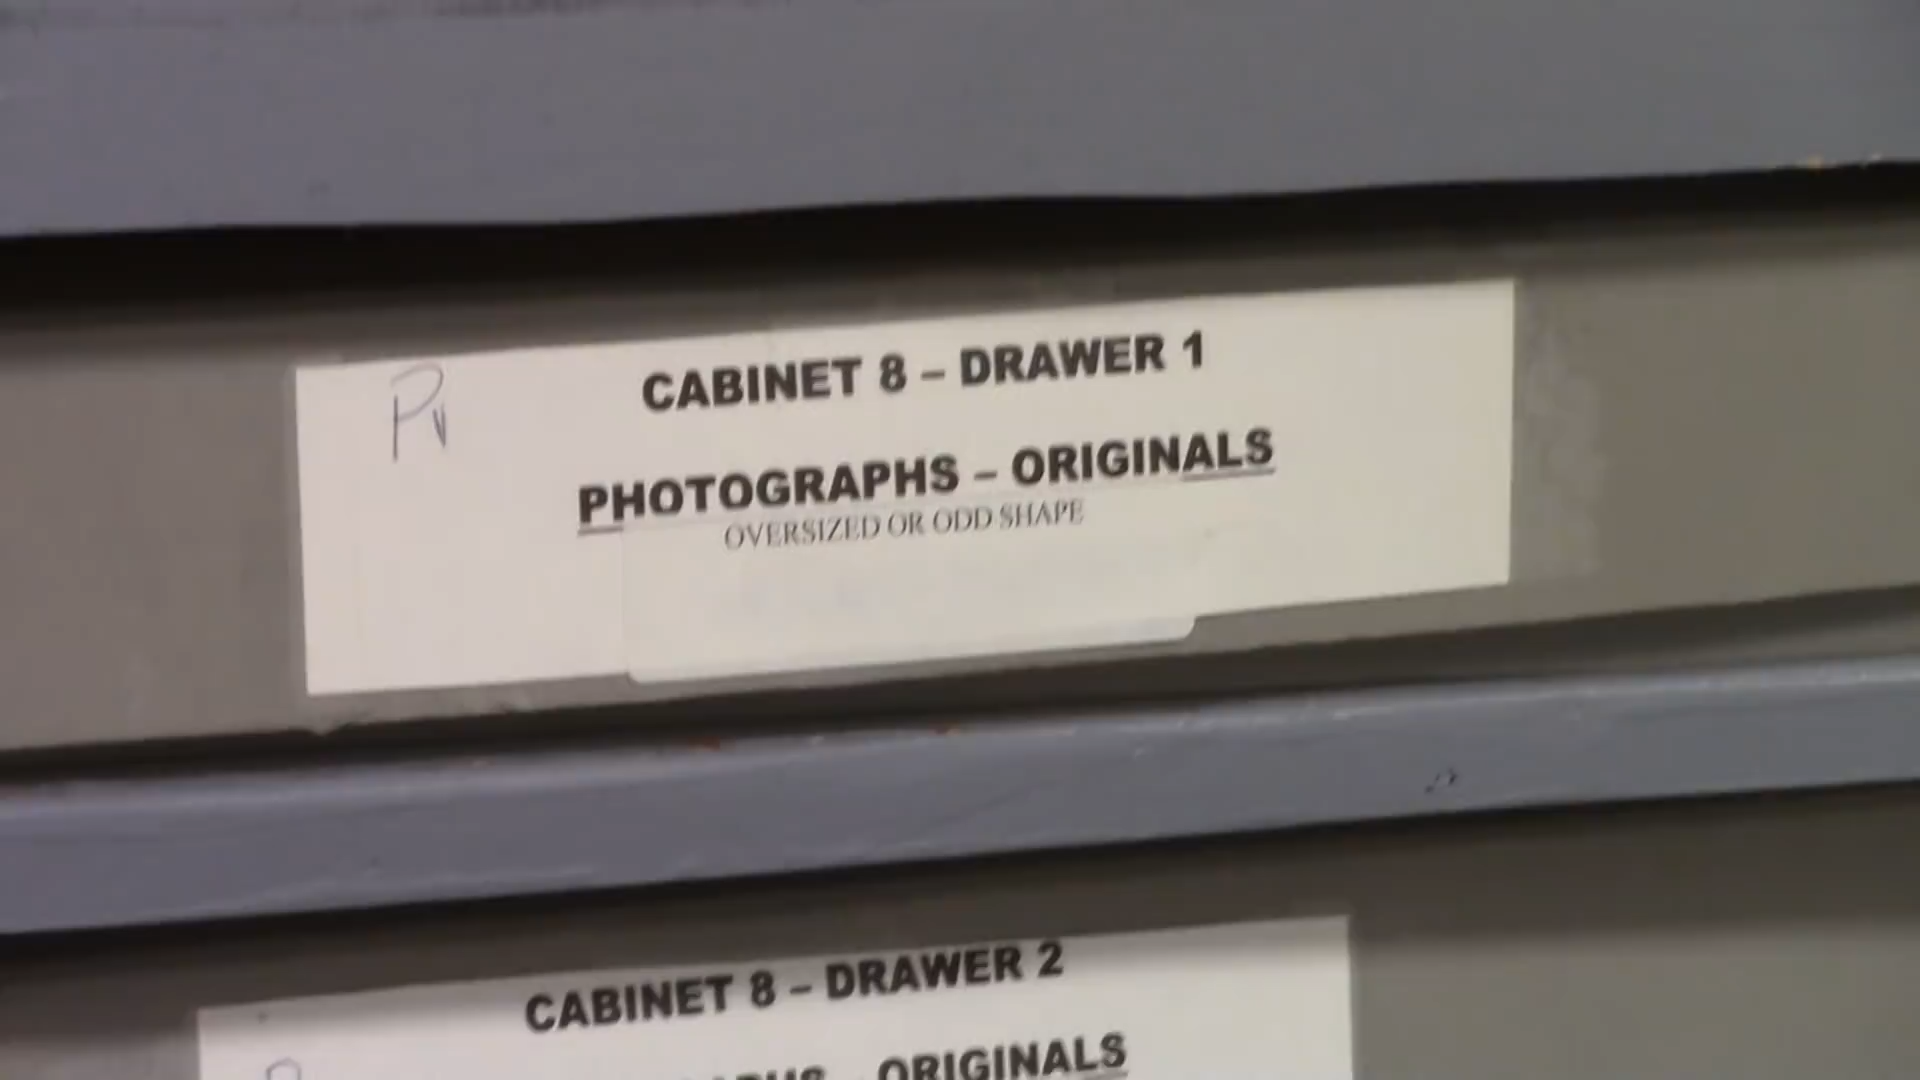 Pv
CABINET 8 – DRAWER 1
PHOTOGRAPHS – ORIGINALS
OVERSIZED OR ODD SHAPE
CABINET 8 – DRAWER 2
ORIGINALS